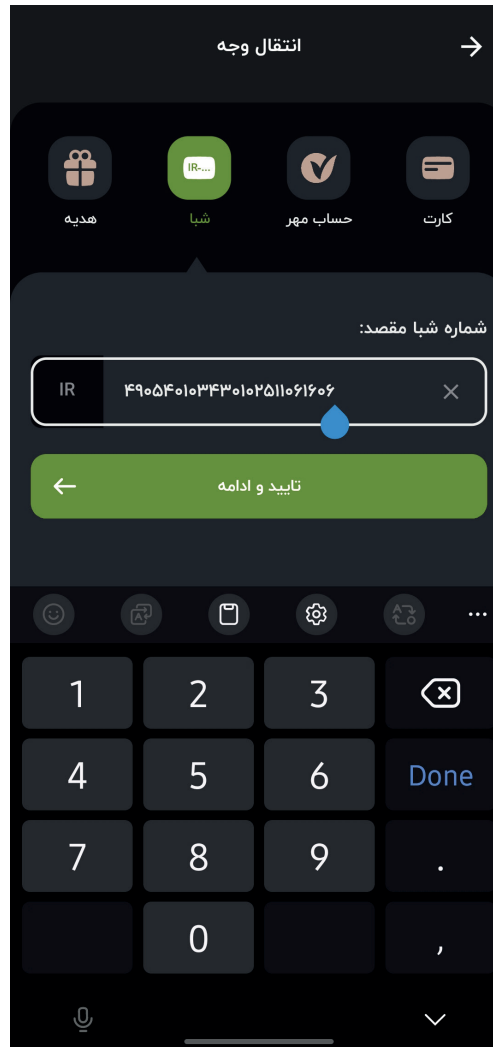 انتقال وجه
کارت
حساب مهر
IR-...
شبا
هدیه
شماره شبا مقصد:
IR ۴۹۰۵۴۰۱۰۳۴۳۰۱۰۲۵۱۱۰۶۱۶۰۶
تایید و ادامه
1 2 3
4 5 6 Done
7 8 9 .
0 ,